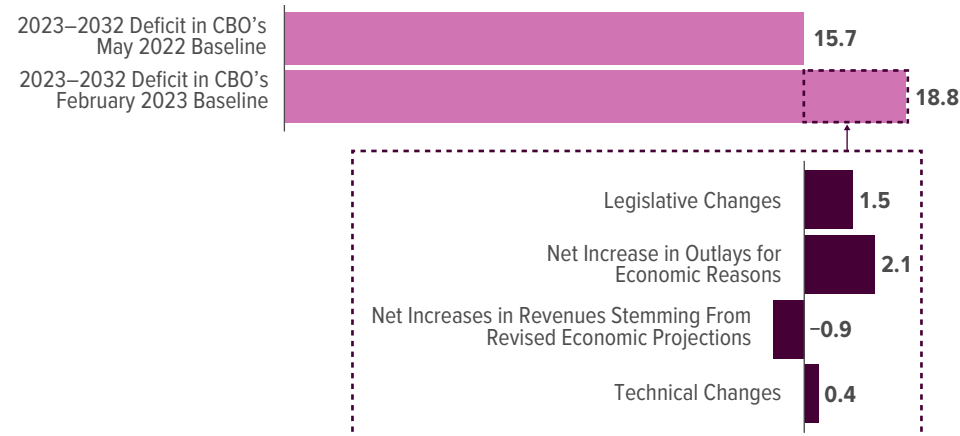 2023–2032 Deficit in CBO’s
May 2022 Baseline
15.7
2023–2032 Deficit in CBO’s
February 2023 Baseline
18.8
Legislative Changes
1.5
Net Increase in Outlays for
Economic Reasons
2.1
Net Increases in Revenues Stemming From
Revised Economic Projections
−0.9
Technical Changes
0.4